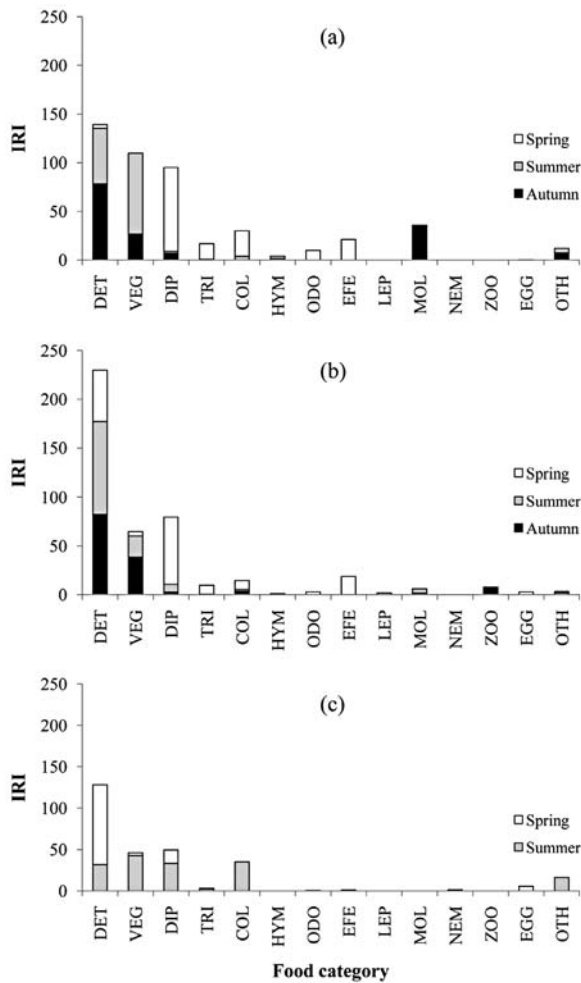 (a)
250
200
150
100
50
0
IRI
Spring
Summer
Autumn
DET VEG DIP TRI COL HYM ODO EFE LEP MOL NEM ZOO EGG OTH
(b)
250
200
150
100
50
0
IRI
Spring
Summer
Autumn
DET VEG DIP TRI COL HYM ODO EFE LEP MOL NEM ZOO EGG OTH
(c)
250
200
150
100
50
0
IRI
Spring
Summer
DET VEG DIP TRI COL HYM ODO EFE LEP MOL NEM ZOO EGG OTH
Food category